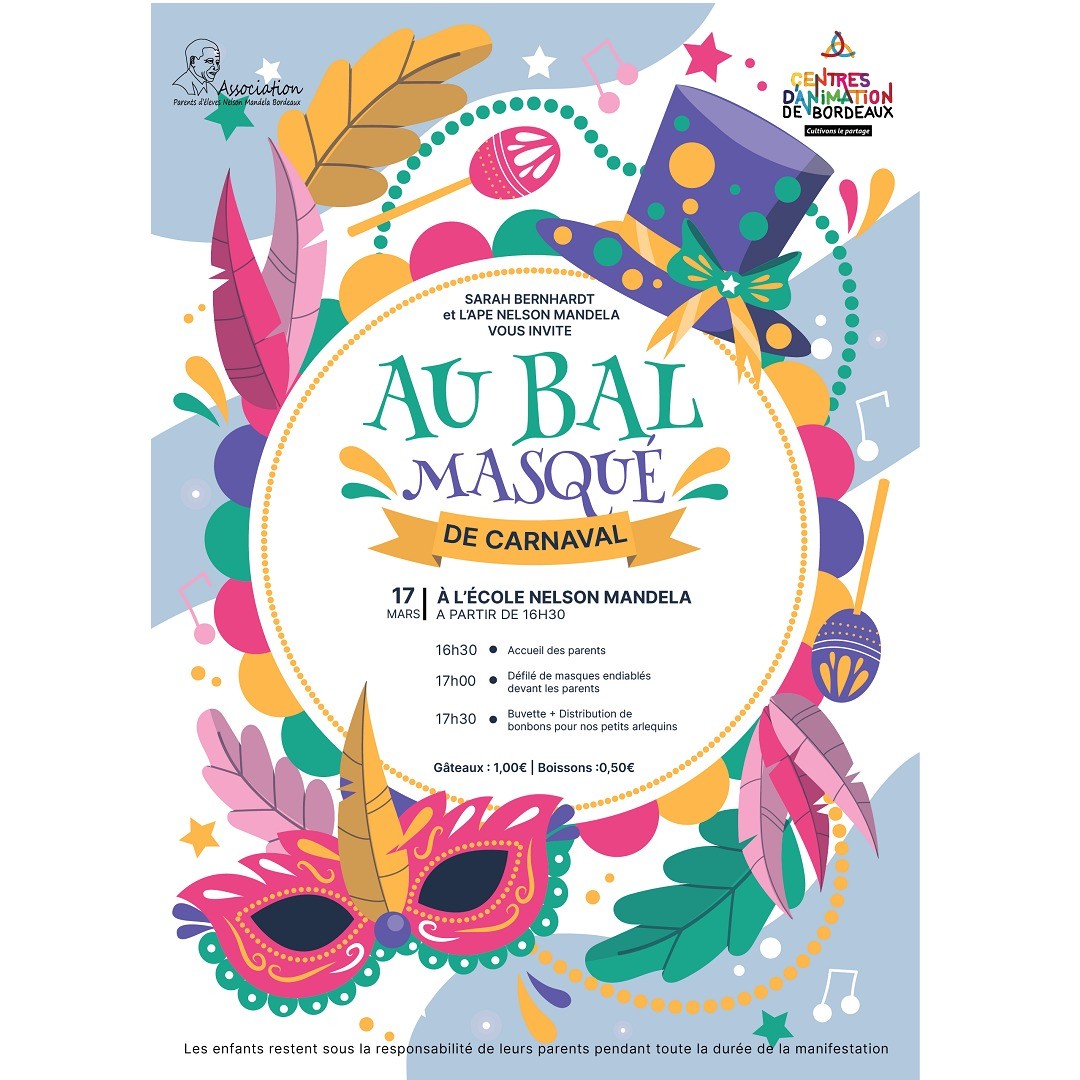 Association
Parents d'éleves Nelson Mandela Bordeaux
CENTRES
D'ANIMATION
DE BORDEAUX
Cultivons le partage
SARAH BERNHARDT
et L'APE NELSON MANDELA
VOUS INVITE
AU BAL
MASQUÉ
DE CARNAVAL
17
MARS
À L'ÉCOLE NELSON MANDELA
A PARTIR DE 16H30
16h30 • Accueil des parents
17h00 • Défilé de masques endiablés
devant les parents
17h30 • Buvette + Distribution de
bonbons pour nos petits arlequins
Gâteaux : 1,00€ | Boissons :0,50€
Les enfants restent sous la responsabilité de leurs parents pendant toute la durée de la manifestation